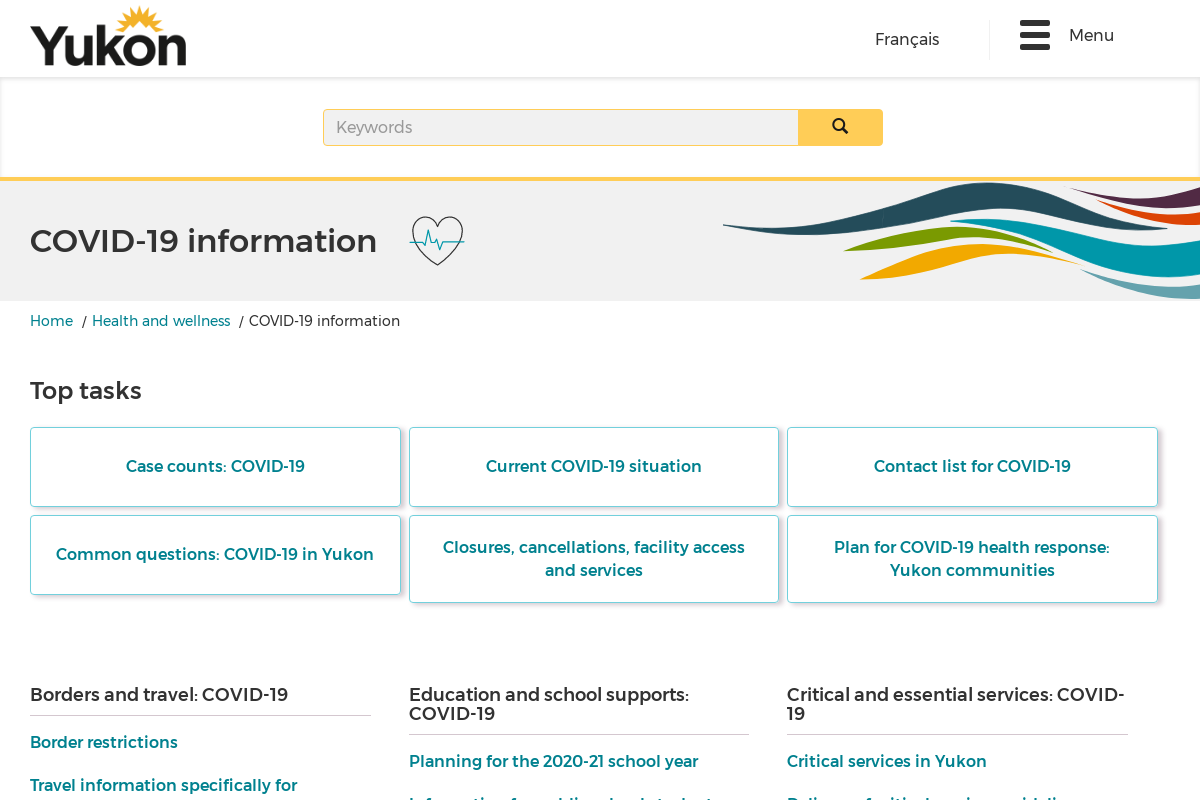 Yukon
Français
Menu
Keywords
COVID-19 information
Home / Health and wellness / COVID-19 information
Top tasks
Case counts: COVID-19
Current COVID-19 situation
Contact list for COVID-19
Common questions: COVID-19 in Yukon
Closures, cancellations, facility access
and services
Plan for COVID-19 health response:
Yukon communities
Borders and travel: COVID-19
Border restrictions
Travel information specifically for
Education and school supports:
COVID-19
Planning for the 2020-21 school year
Critical and essential services: COVID-
19
Critical services in Yukon